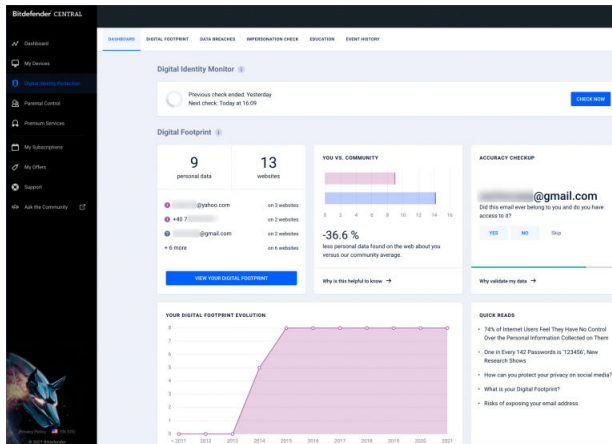 Bitdefender CENTRAL
Dashboard
My Devices
Digital Identity Protection
Parental Control
Premium Services
My Subscriptions
My Offers
Support
Ask the Community
Privacy Policy
© 2021 Bitdefender
DASHBOARD DIGITAL FOOTPRINT DATA BREACHES IMPERSONATION CHECK EDUCATION EVENT HISTORY
Digital Identity Monitor
Previous check ended: Yesterday
Next check: Today at 16:09
CHECK NOW
Digital Footprint
9 13
personal data websites
@yahoo.com on 3 websites
+40 7 on 2 websites
@gmail.com on 2 websites
+ 6 more on 6 websites
VIEW YOUR DIGITAL FOOTPRINT
YOU VS. COMMUNITY
0 2 4 6 8 10 12 14 16
-36.6 %
less personal data found on the web about you
versus our community average.
Why is this helpful to know →
ACCURACY CHECKUP
@gmail.com
Did this email ever belong to you and do you have
access to it?
YES NO Skip
Why validate my data →
YOUR DIGITAL FOOTPRINT EVOLUTION
8
7
6
5
4
3
2
1
0
< 2011 2012 2013 2014 2015 2016 2017 2018 2019 2020 2021
QUICK READS
• 74% of Internet Users Feel They Have No Control
Over the Personal Information Collected on Them
• One in Every 142 Passwords is '123456', New
Research Shows
• How can you protect your privacy on social media?
• What is your Digital Footprint?
• Risks of exposing your email address